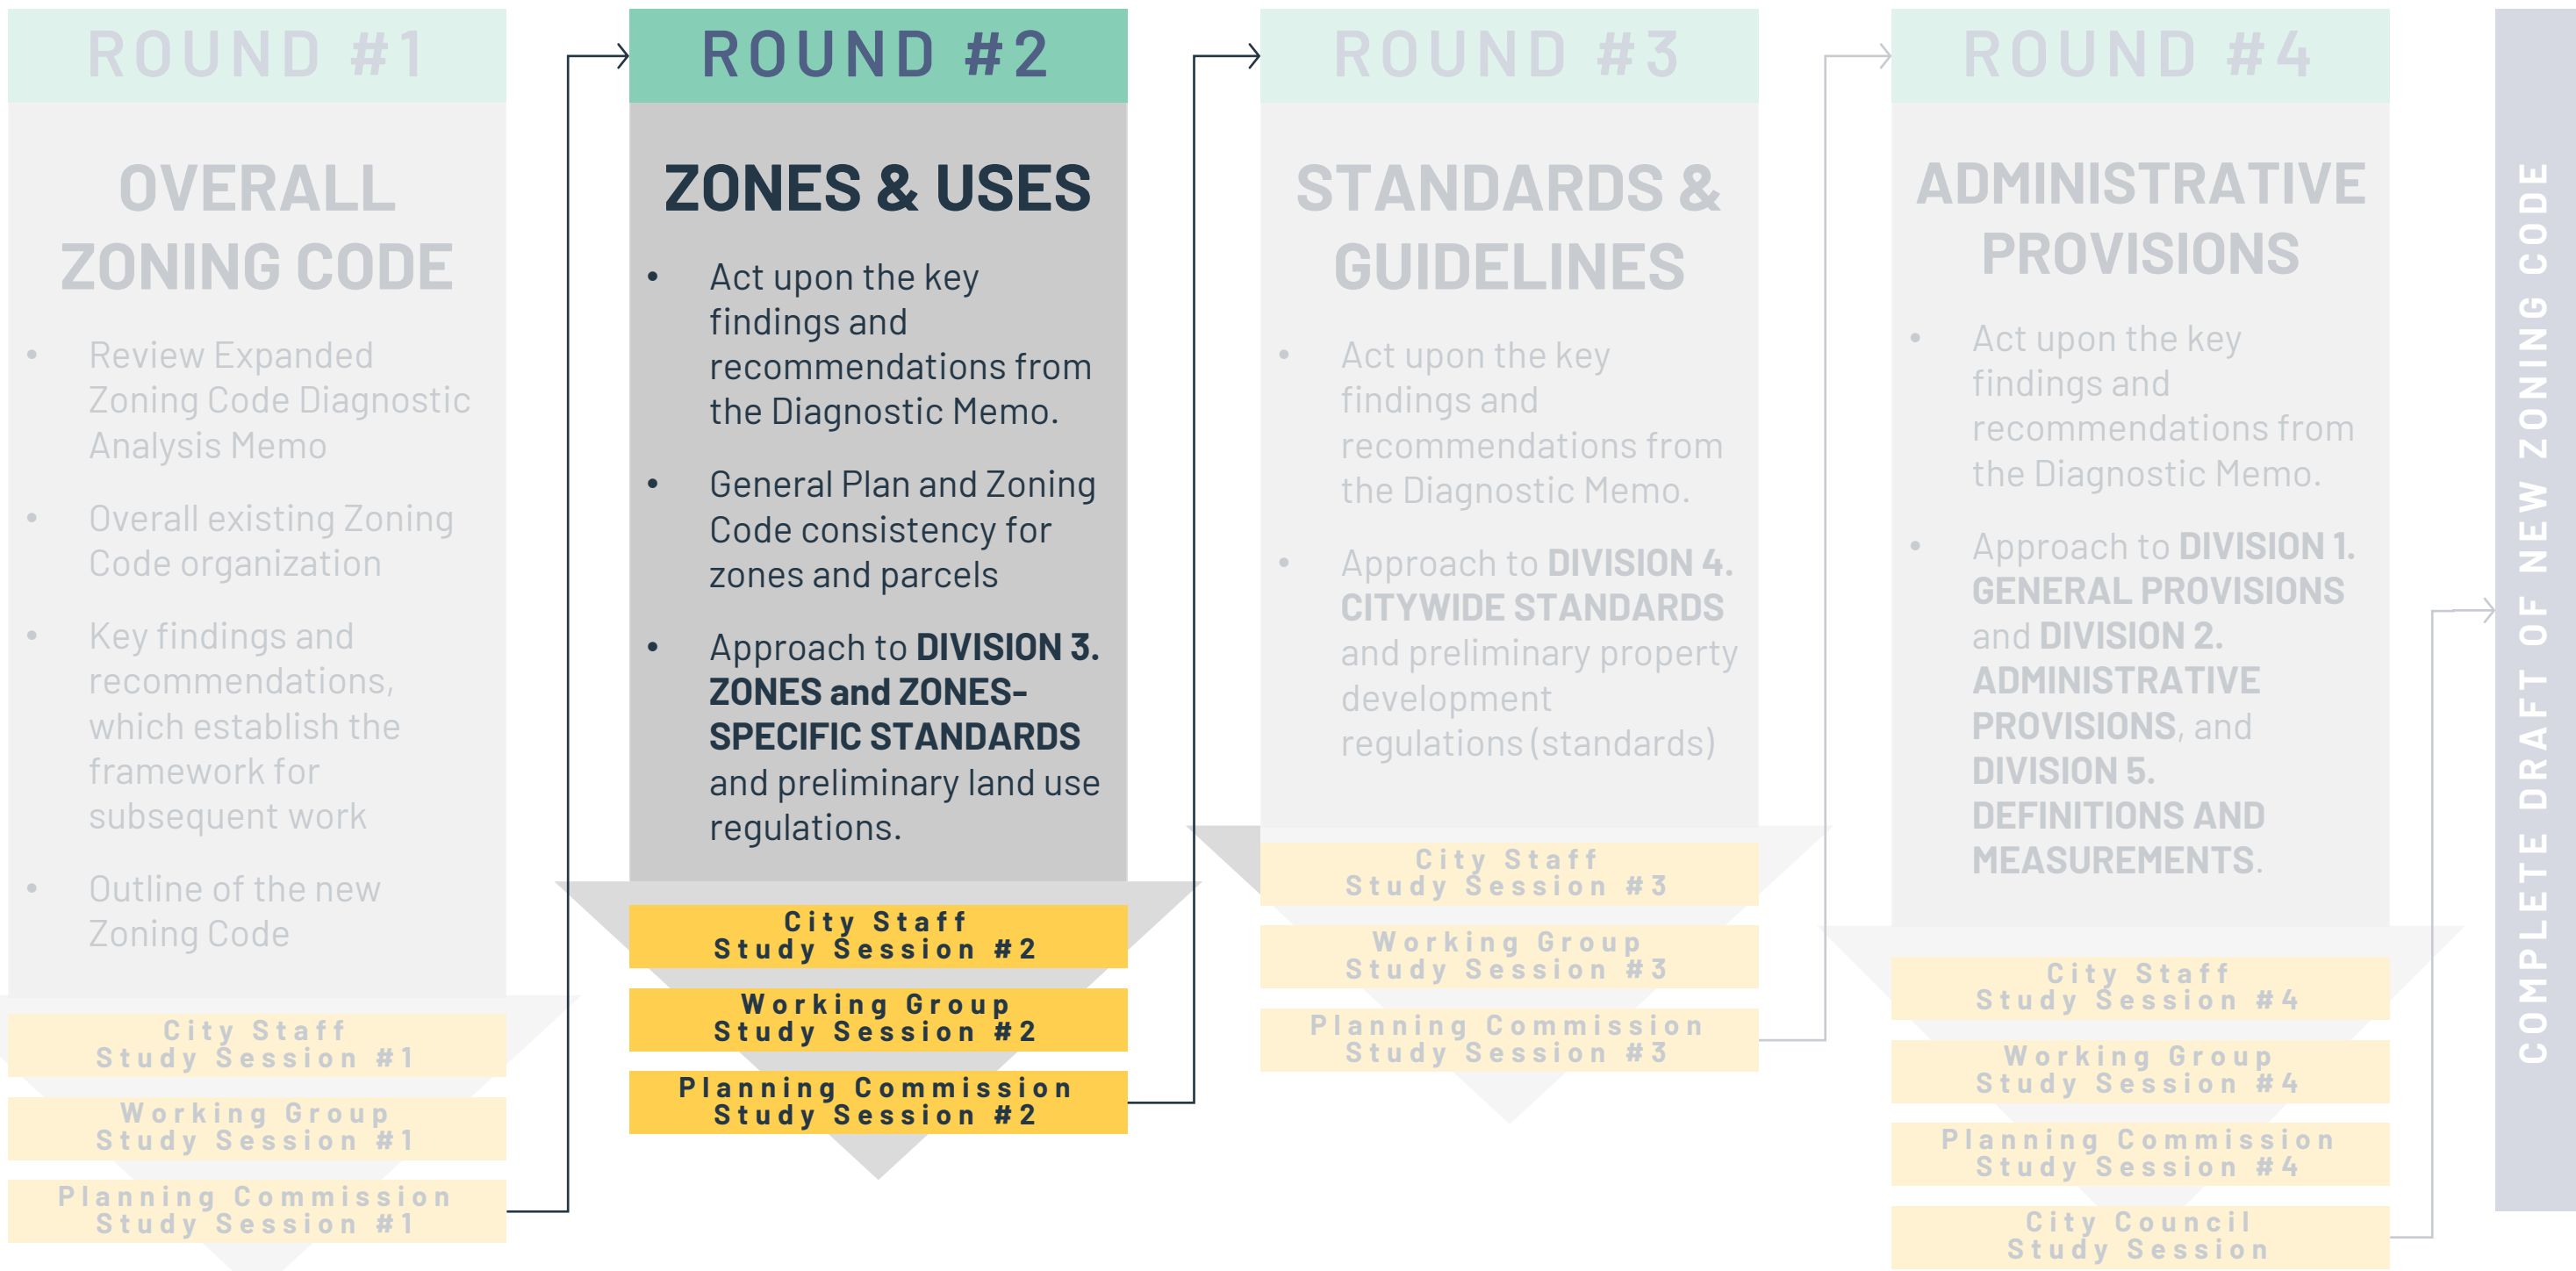 ROUND #1
OVERALL
ZONING CODE
• Review Expanded
Zoning Code Diagnostic
Analysis Memo
• Overall existing Zoning
Code organization
• Key findings and
recommendations,
which establish the
framework for
subsequent work
• Outline of the new
Zoning Code
City Staff
Study Session #1
Working Group
Study Session #1
Planning Commission
Study Session #1
ROUND #2
ZONES & USES
• Act upon the key
findings and
recommendations from
the Diagnostic Memo.
• General Plan and Zoning
Code consistency for
zones and parcels
• Approach to DIVISION 3.
ZONES and ZONES-
SPECIFIC STANDARDS
and preliminary land use
regulations.
City Staff
Study Session #2
Working Group
Study Session #2
Planning Commission
Study Session #2
ROUND #3
STANDARDS &
GUIDELINES
• Act upon the key
findings and
recommendations from
the Diagnostic Memo.
• Approach to DIVISION 4.
CITYWIDE STANDARDS
and preliminary property
development
regulations (standards)
City Staff
Study Session #3
Working Group
Study Session #3
Planning Commission
Study Session #3
ROUND #4
ADMINISTRATIVE
PROVISIONS
• Act upon the key
findings and
recommendations from
the Diagnostic Memo.
• Approach to DIVISION 1.
GENERAL PROVISIONS
and DIVISION 2.
ADMINISTRATIVE
PROVISIONS, and
DIVISION 5.
DEFINITIONS AND
MEASUREMENTS.
City Staff
Study Session #4
Working Group
Study Session #4
Planning Commission
Study Session #4
City Council
Study Session
COMPLETE DRAFT OF NEW ZONING CODE